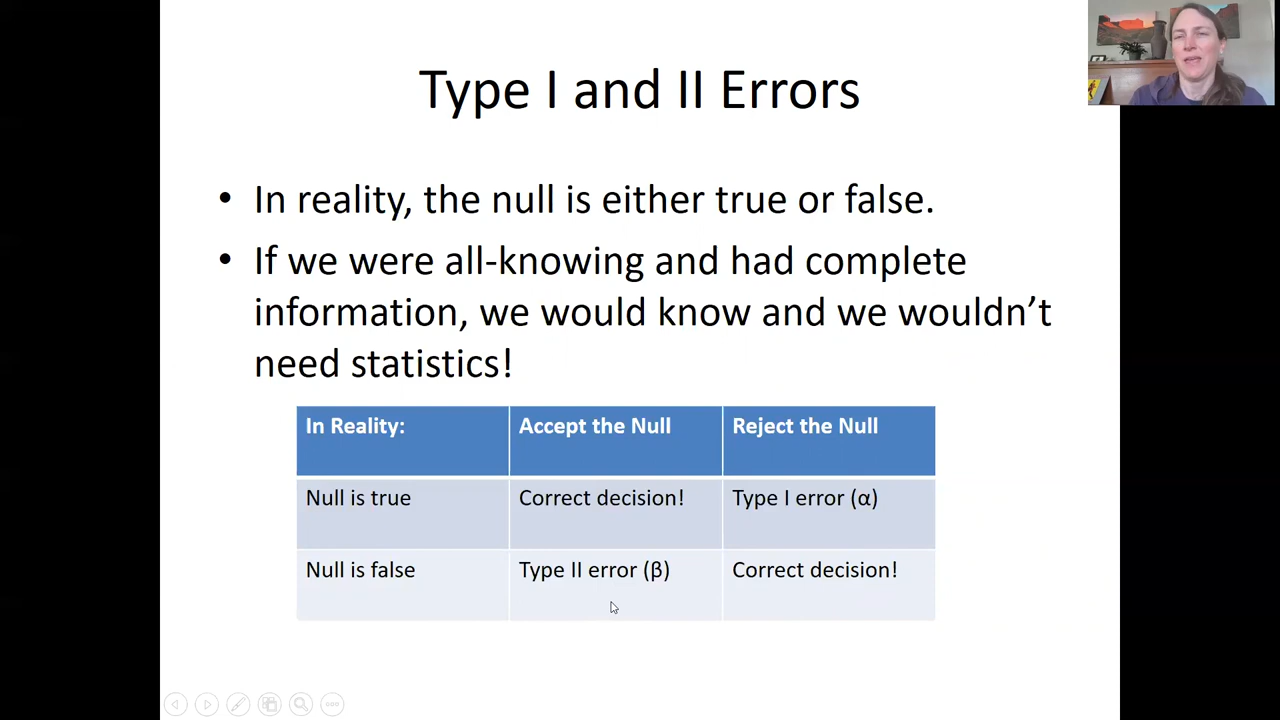 Type I and II Errors
• In reality, the null is either true or false.
• If we were all-knowing and had complete
information, we would know and we wouldn’t
need statistics!
In Reality: Accept the Null Reject the Null
Null is true Correct decision! Type I error (α)
Null is false Type II error (β) Correct decision!